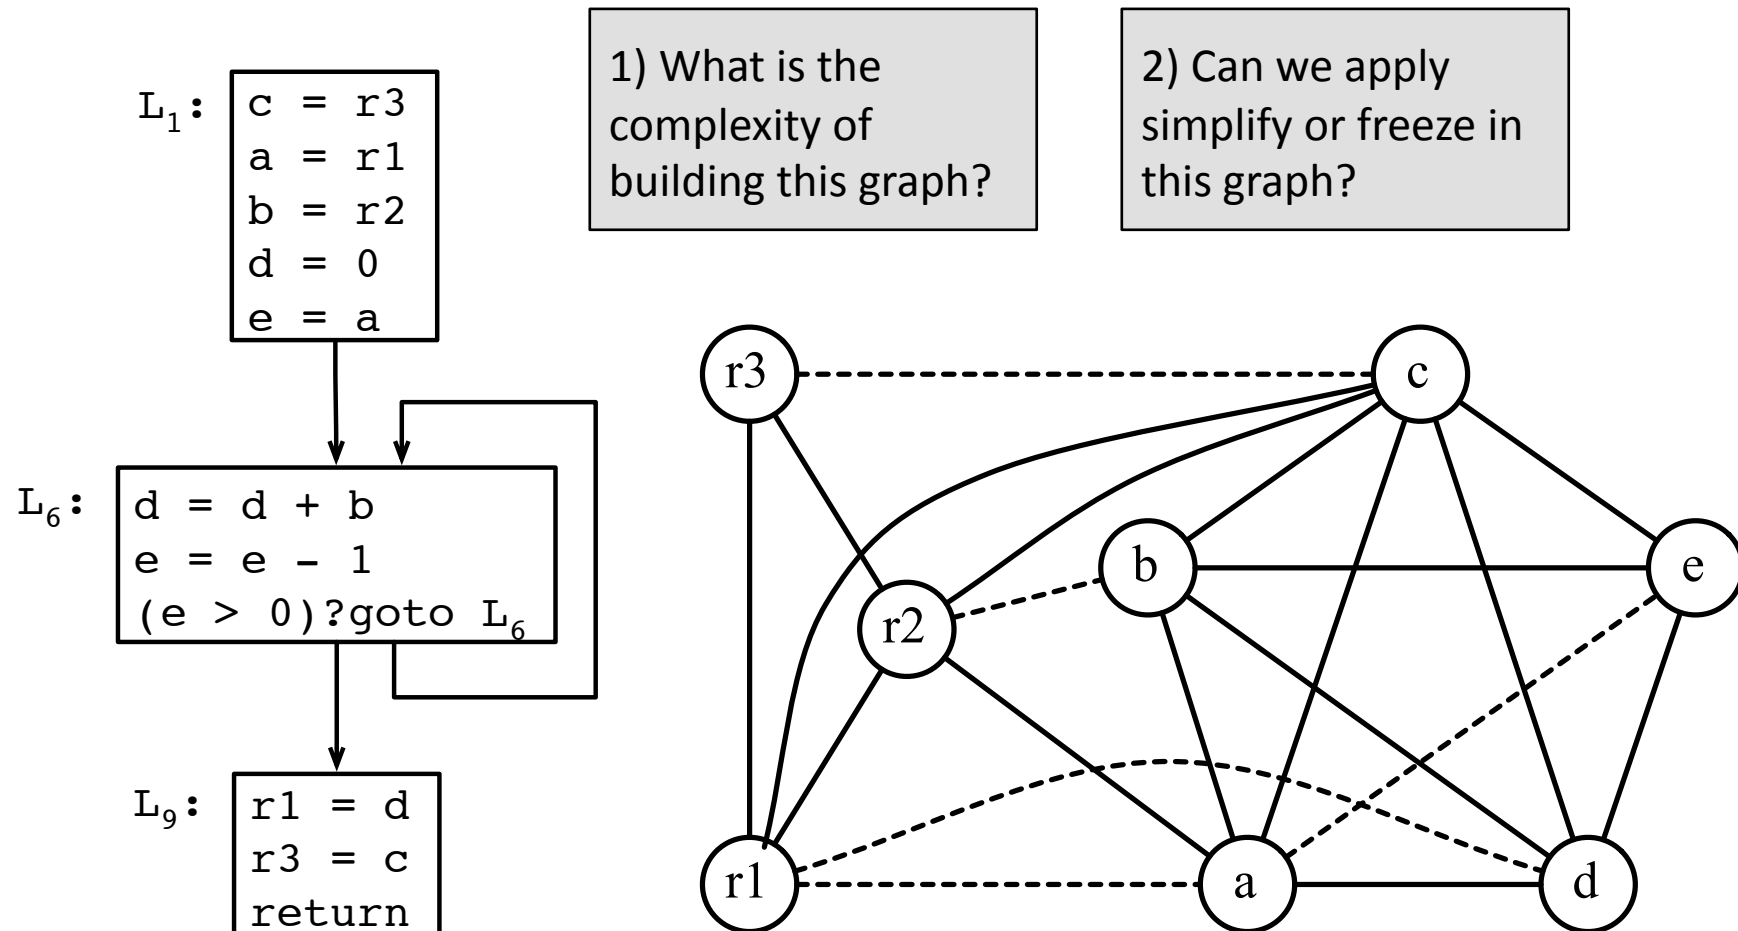 1) What is the
complexity of
building this graph?
2) Can we apply
simplify or freeze in
this graph?
L₁:
c = r3
a = r1
b = r2
d = 0
e = a
L₆:
d = d + b
e = e - 1
(e > 0)?goto L₆
L₉:
r1 = d
r3 = c
return
r3
c
b
e
r2
r1
a
d